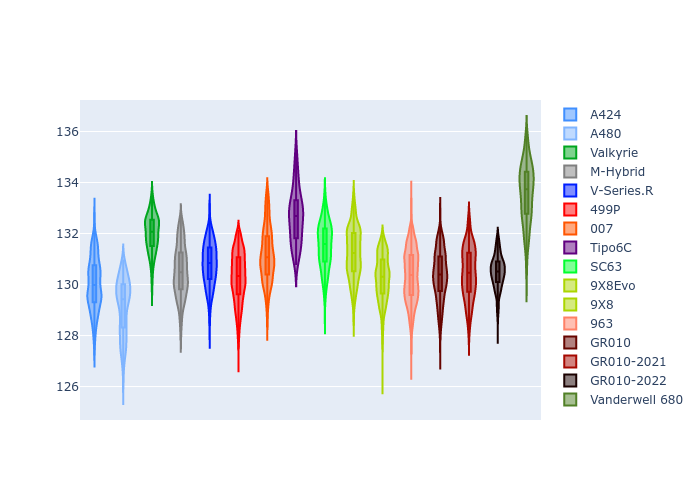 136
134
132
130
128
126
A424
A480
Valkyrie
M-Hybrid
V-Series.R
499P
007
Tipo6C
SC63
9X8Evo
9X8
963
GR010
GR010-2021
GR010-2022
Vanderwell 680